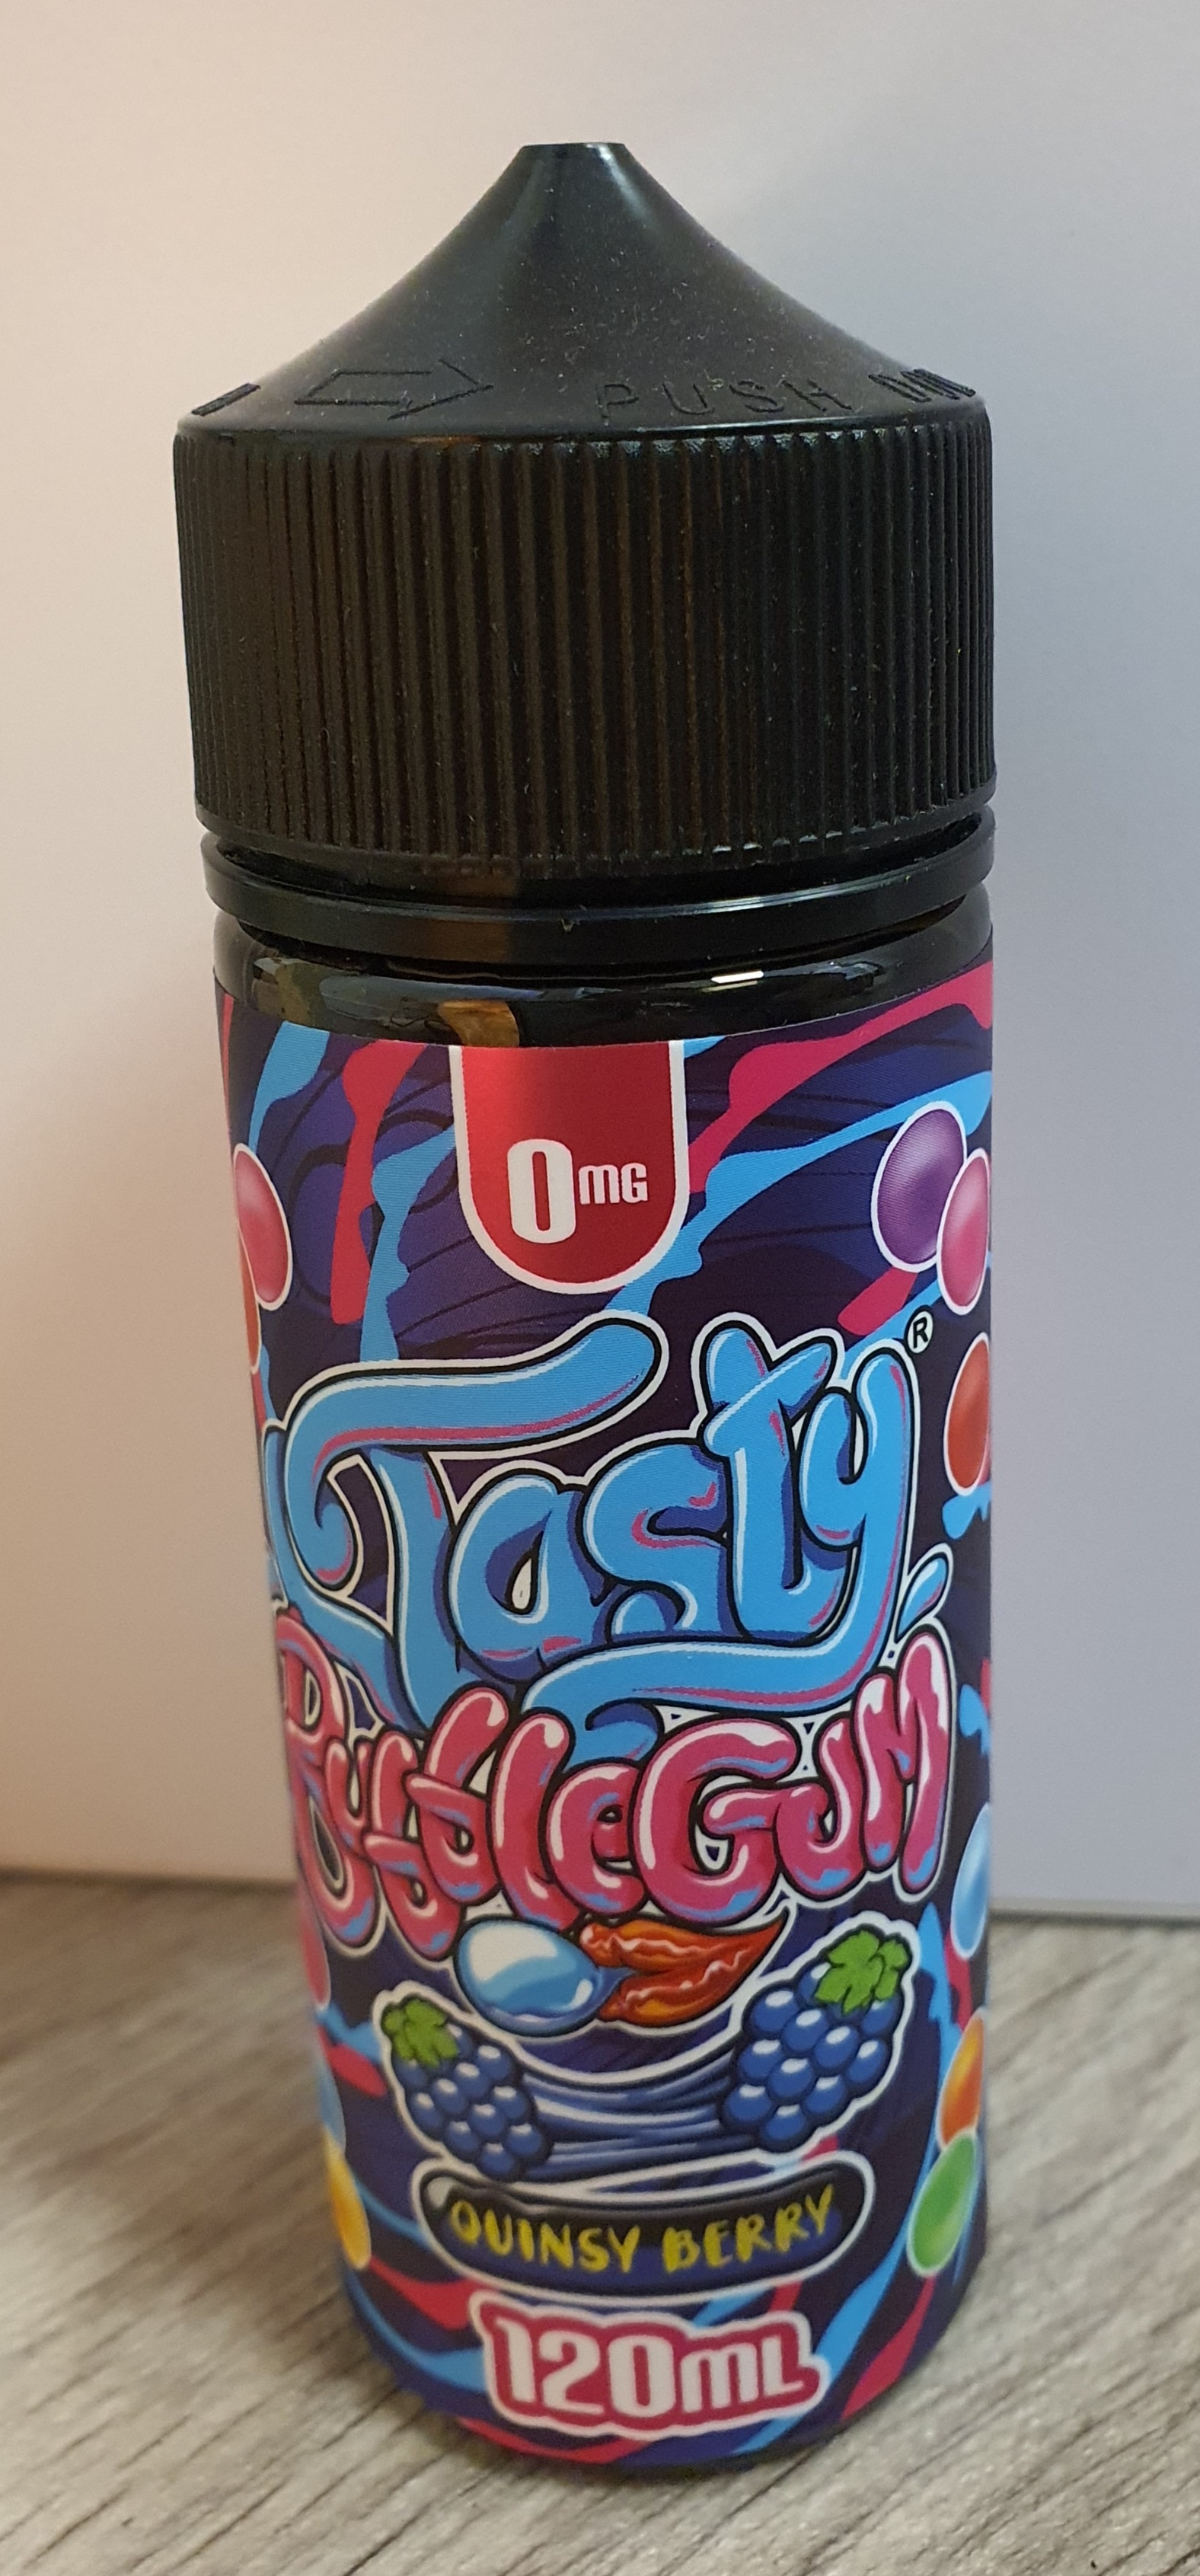 PUSH
0MG
Tasty®
BubbleGum
QUINSY BERRY
120ML